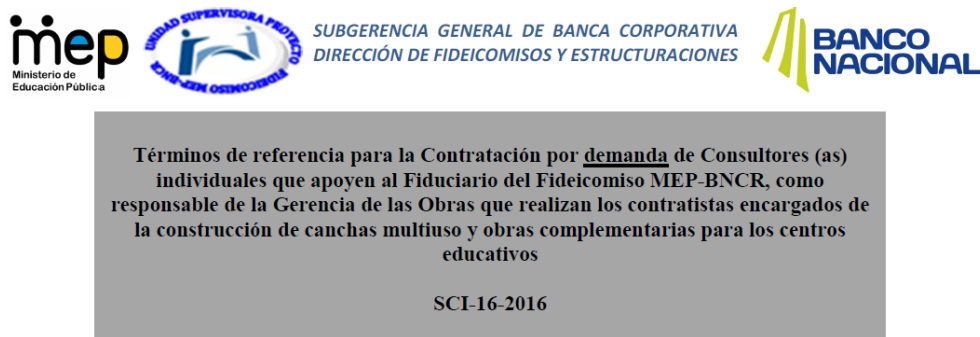 mep
Ministerio de
Educación Pública
UNIDAD SUPERVISORA PROYECTO
FIDEICOMISO MEP-BNCR
SUBGERENCIA GENERAL DE BANCA CORPORATIVA
DIRECCIÓN DE FIDEICOMISOS Y ESTRUCTURACIONES
BANCO
NACIONAL
Términos de referencia para la Contratación por demanda de Consultores (as)
individuales que apoyen al Fiduciario del Fideicomiso MEP-BNCR, como
responsable de la Gerencia de las Obras que realizan los contratistas encargados de
la construcción de canchas multiuso y obras complementarias para los centros
educativos
SCI-16-2016